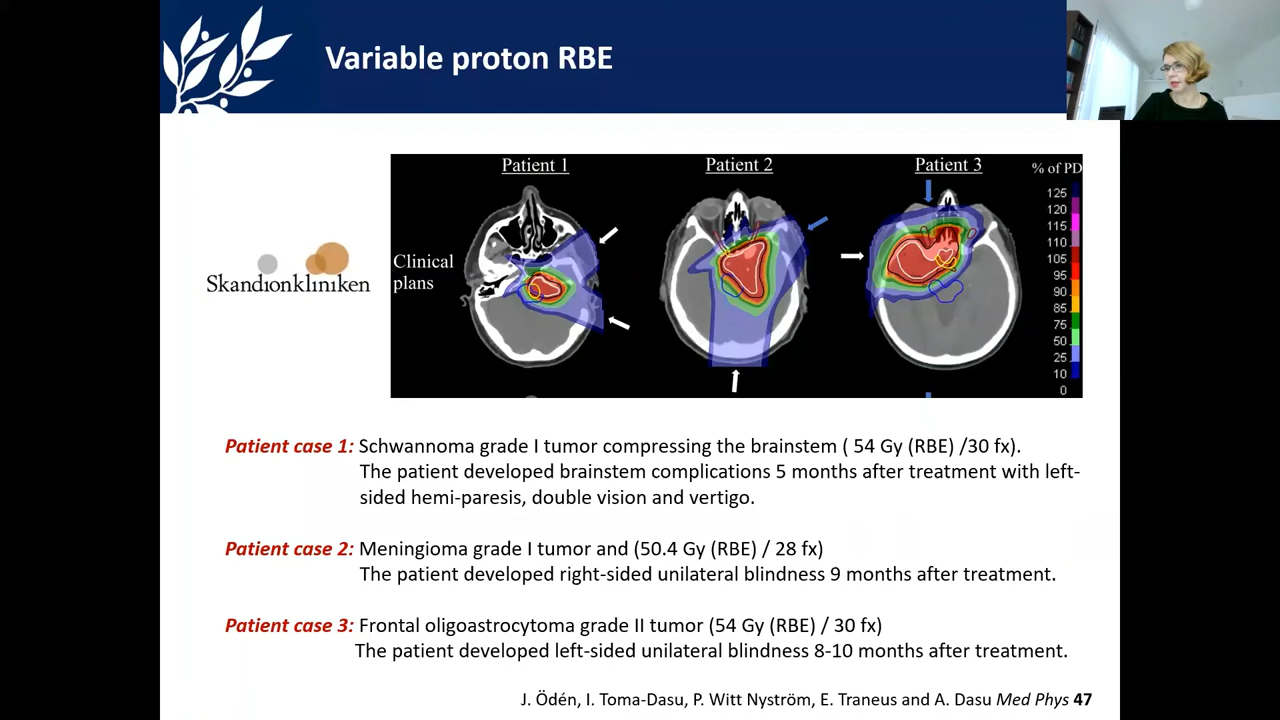 Variable proton RBE
Patient 1
Patient 2
Patient 3
% of PD
125
120
115
110
105
95
90
85
75
50
25
10
0
Clinical
plans
Skandionkliniken
Patient case 1: Schwannoma grade I tumor compressing the brainstem ( 54 Gy (RBE) /30 fx).
The patient developed brainstem complications 5 months after treatment with left-
sided hemi-paresis, double vision and vertigo.
Patient case 2: Meningioma grade I tumor and (50.4 Gy (RBE) / 28 fx)
The patient developed right-sided unilateral blindness 9 months after treatment.
Patient case 3: Frontal oligoastrocytoma grade II tumor (54 Gy (RBE) / 30 fx)
The patient developed left-sided unilateral blindness 8-10 months after treatment.
J. Ödén, I. Toma-Dasu, P. Witt Nyström, E. Traneus and A. Dasu Med Phys 47